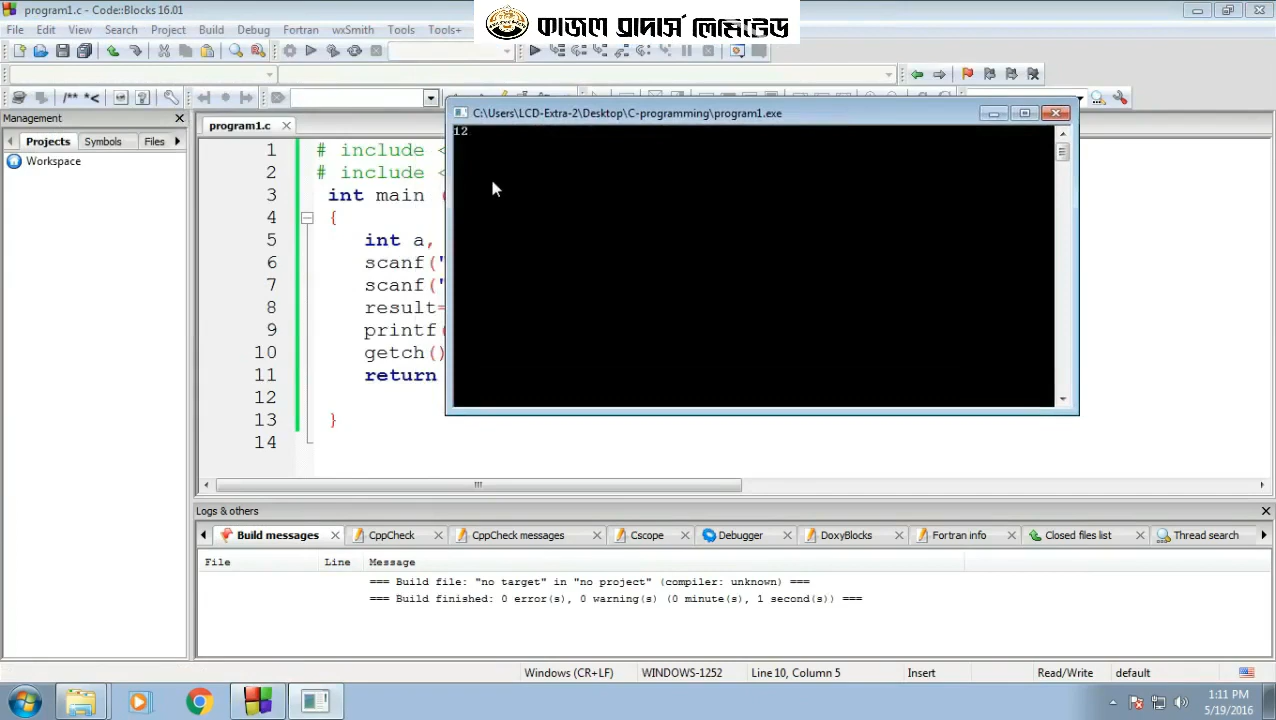 program1.c - Code::Blocks 16.01
কাজল ব্রাদার্স লিমিটেড
File Edit View Search Project Build Debug Fortran wxSmith Tools Tools+
/** *<
Management
Projects Symbols Files
Workspace
program1.c
C:\Users\LCD-Extra-2\Desktop\C-programming\program1.exe
12
1 # include <
2 # include <
3 int main (
4 {
5 int a,
6 scanf("
7 scanf("
8 result=
9 printf(
10 getch()
11 return
12
13 }
14
Logs & others
Build messages CppCheck CppCheck messages Cscope Debugger DoxyBlocks Fortran info Closed files list Thread search
File Line Message
=== Build file: "no target" in "no project" (compiler: unknown) ===
=== Build finished: 0 error(s), 0 warning(s) (0 minute(s), 1 second(s)) ===
Windows (CR+LF) WINDOWS-1252 Line 10, Column 5 Insert Read/Write default
1:11 PM
5/19/2016